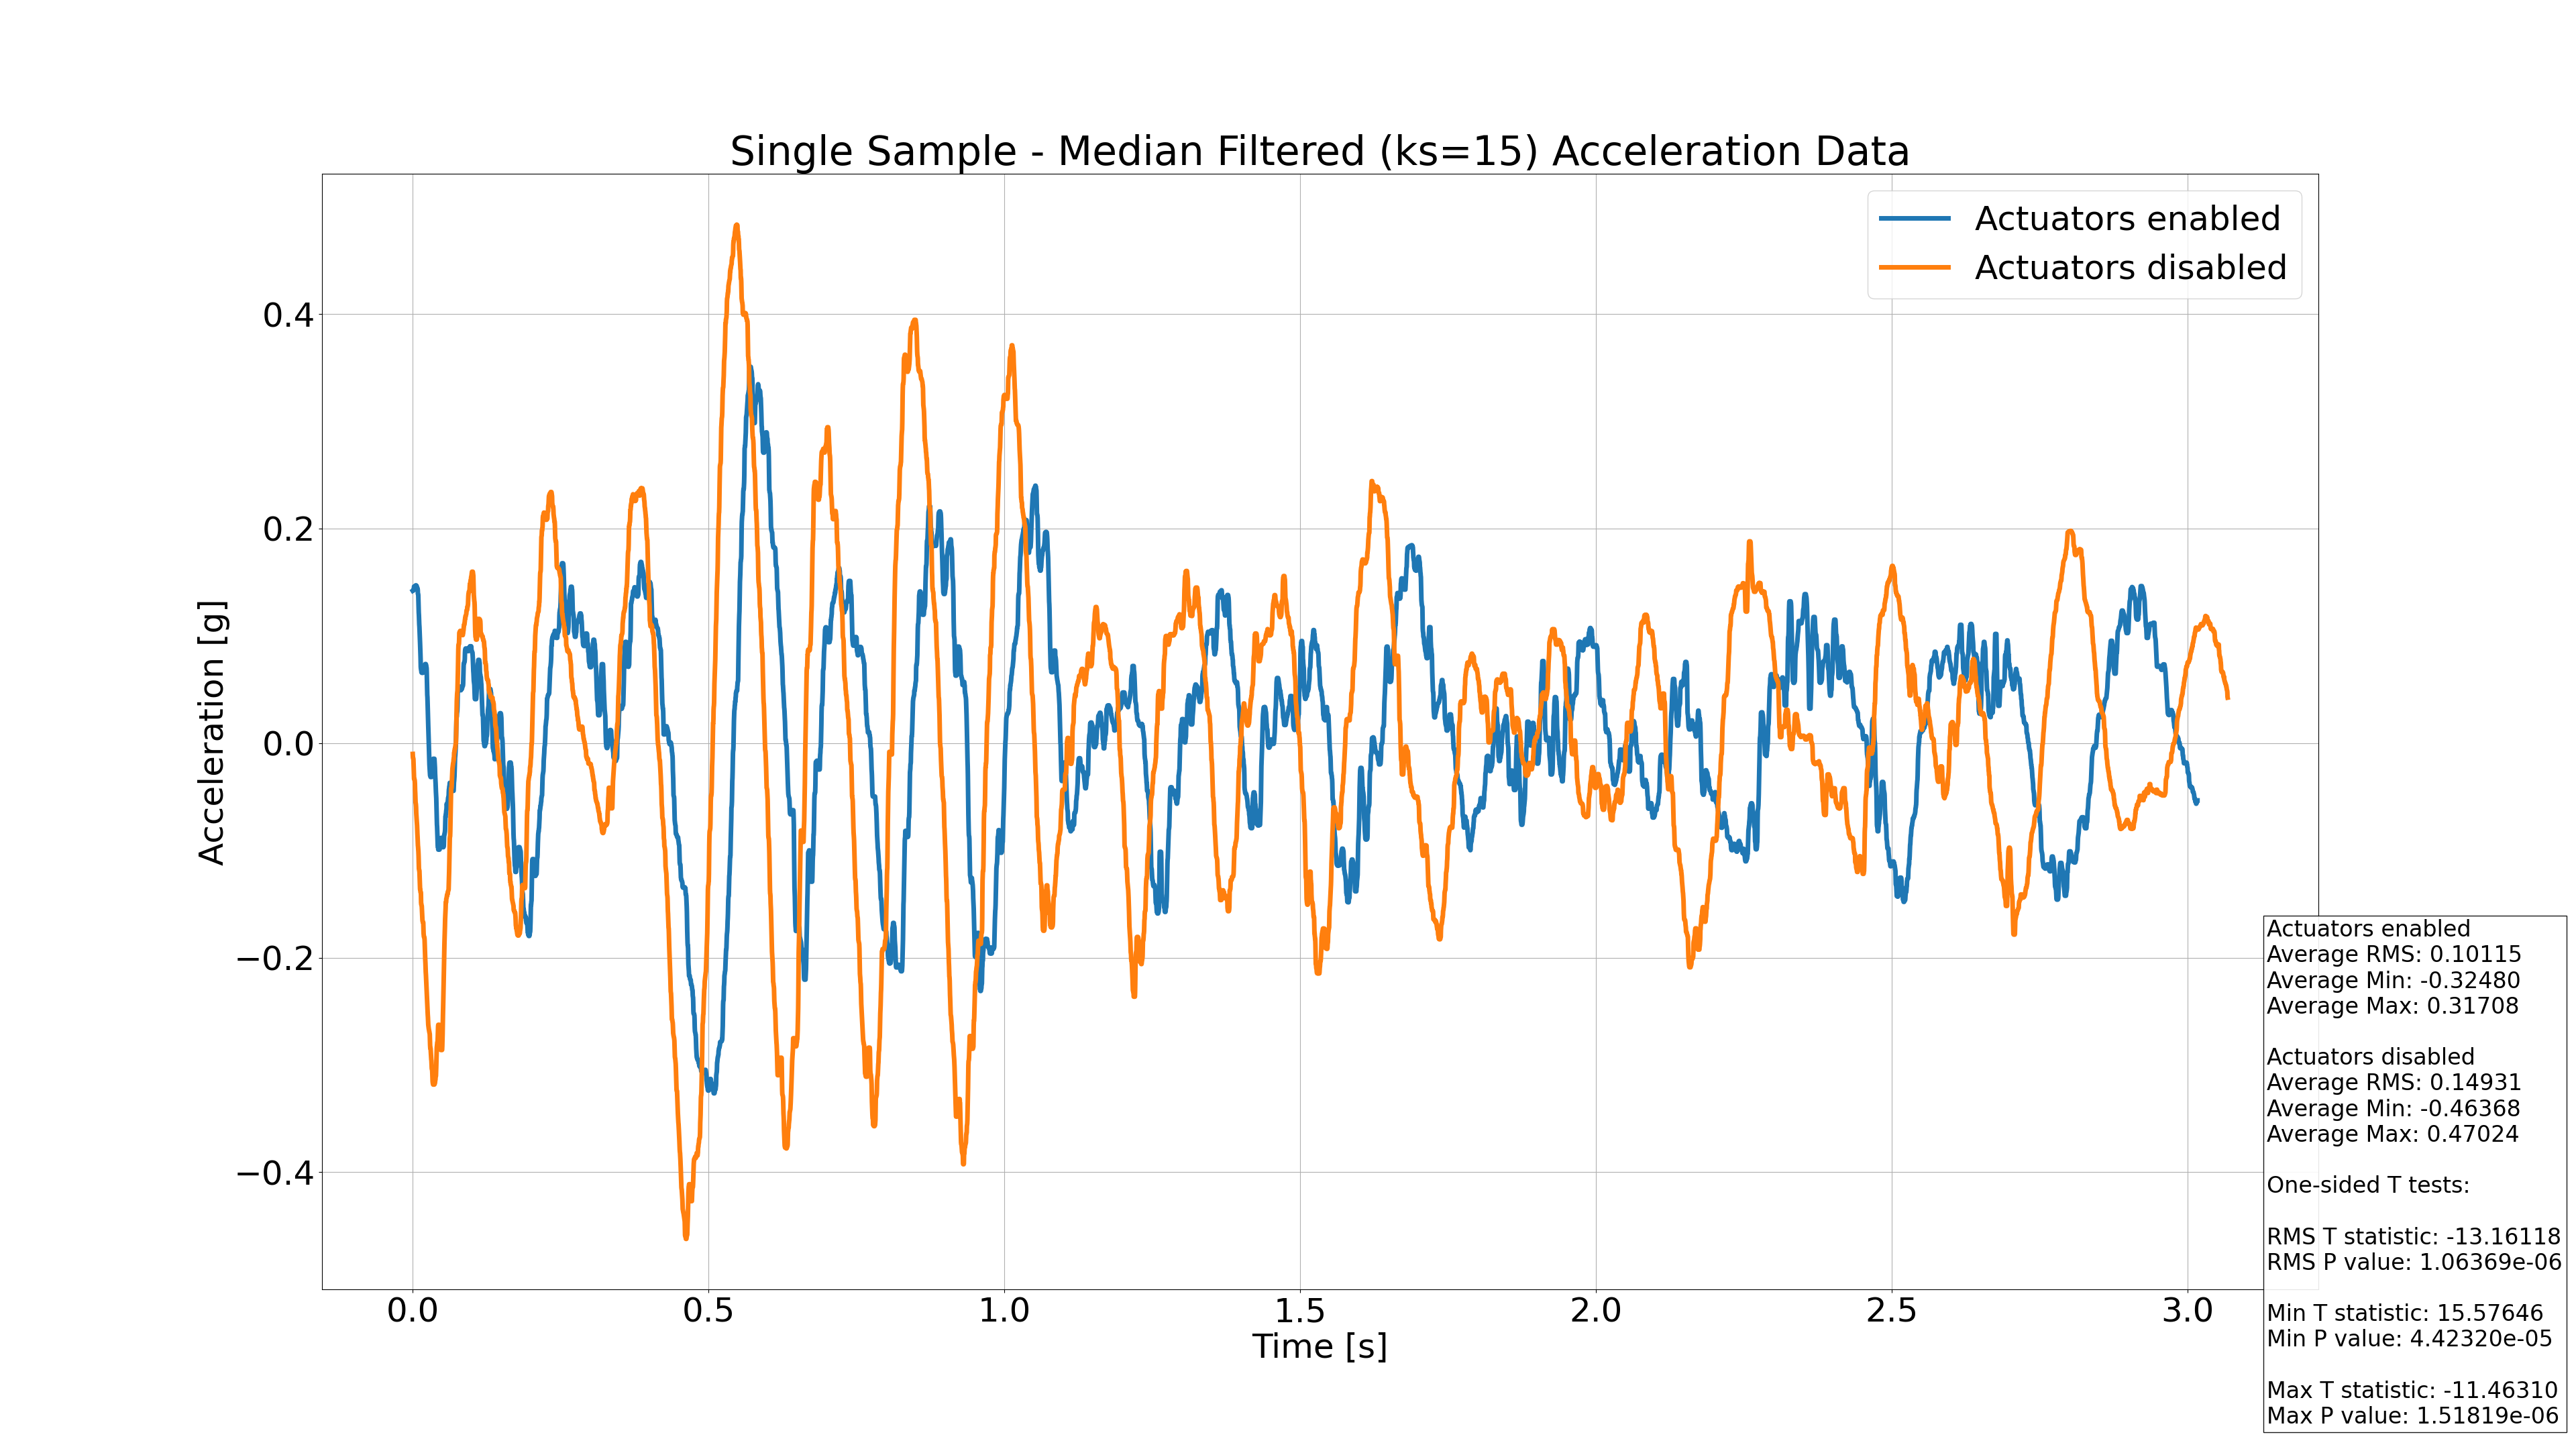 Single Sample - Median Filtered (ks=15) Acceleration Data
Actuators enabled
Actuators disabled
0.4
0.2
0.0
−0.2
−0.4
Acceleration [g]
0.0 0.5 1.0 1.5 2.0 2.5 3.0
Time [s]
Actuators enabled
Average RMS: 0.10115
Average Min: -0.32480
Average Max: 0.31708
Actuators disabled
Average RMS: 0.14931
Average Min: -0.46368
Average Max: 0.47024
One-sided T tests:
RMS T statistic: -13.16118
RMS P value: 1.06369e-06
Min T statistic: 15.57646
Min P value: 4.42320e-05
Max T statistic: -11.46310
Max P value: 1.51819e-06